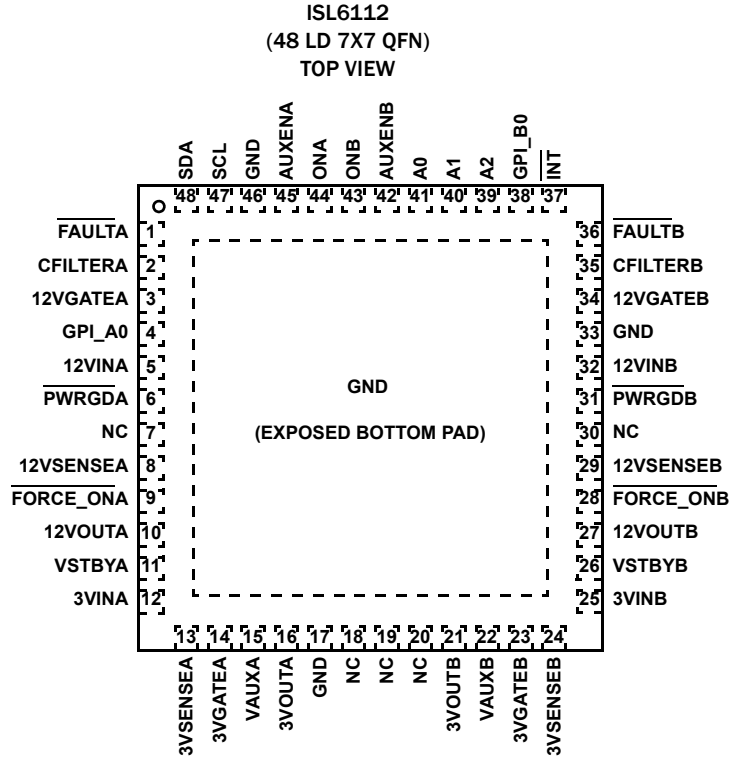 ISL6112
(48 LD 7X7 QFN)
TOP VIEW
SDA
SCL
GND
AUXENA
ONA
ONB
AUXENB
A0
A1
A2
GPI_B0
INT
48 47 46 45 44 43 42 41 40 39 38 37
FAULTA 1
CFILTERA 2
12VGATEA 3
GPI_A0 4
12VINA 5
PWRGDA 6
NC 7
12VSENSEA 8
FORCE_ONA 9
12VOUTA 10
VSTBYA 11
3VINA 12
GND
(EXPOSED BOTTOM PAD)
36 FAULTB
35 CFILTERB
34 12VGATEB
33 GND
32 12VINB
31 PWRGDB
30 NC
29 12VSENSEB
28 FORCE_ONB
27 12VOUTB
26 VSTBYB
25 3VINB
13 14 15 16 17 18 19 20 21 22 23 24
3VSENSEA
3VGATEA
VAUXA
3VOUTA
GND
NC
NC
NC
3VOUTB
VAUXB
3VGATEB
3VSENSEB